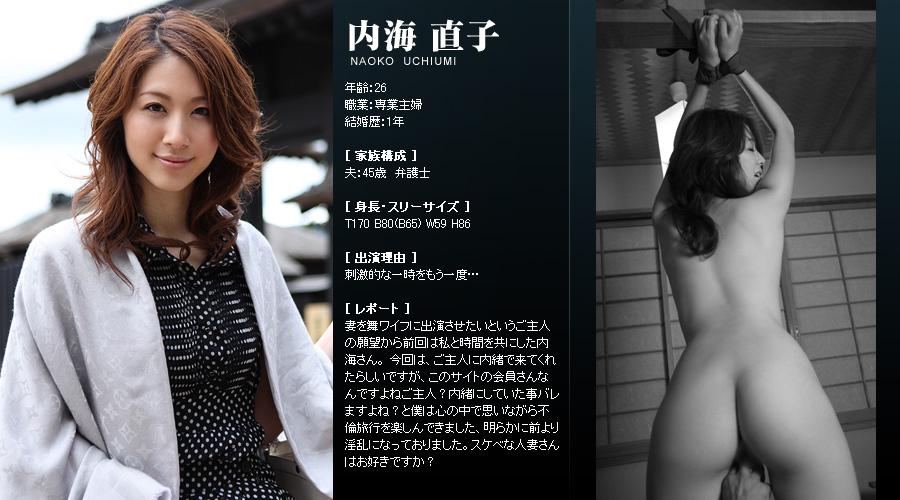 内海 直子
NAOKO UCHIUMI
年齢:26
職業:専業主婦
結婚歴:1年
[ 家族構成 ]
夫:45歳 弁護士
[ 身長・スリーサイズ ]
T170 B80(B65) W59 H86
[ 出演理由 ]
刺激的な一時をもう一度…
[ レポート ]
妻を舞ワイフに出演させたいというご主人
の願望から前回は私と時間を共にした内
海さん。今回は、ご主人に内緒で来てくれ
たらしいですが、このサイトの会員さんな
んですよねご主人？内緒にしていた事バレ
ますよね？と僕は心の中で思いながら不
倫旅行を楽しんできました、明らかに前より
淫乱になっておりました。スケベな人妻さん
はお好きですか？